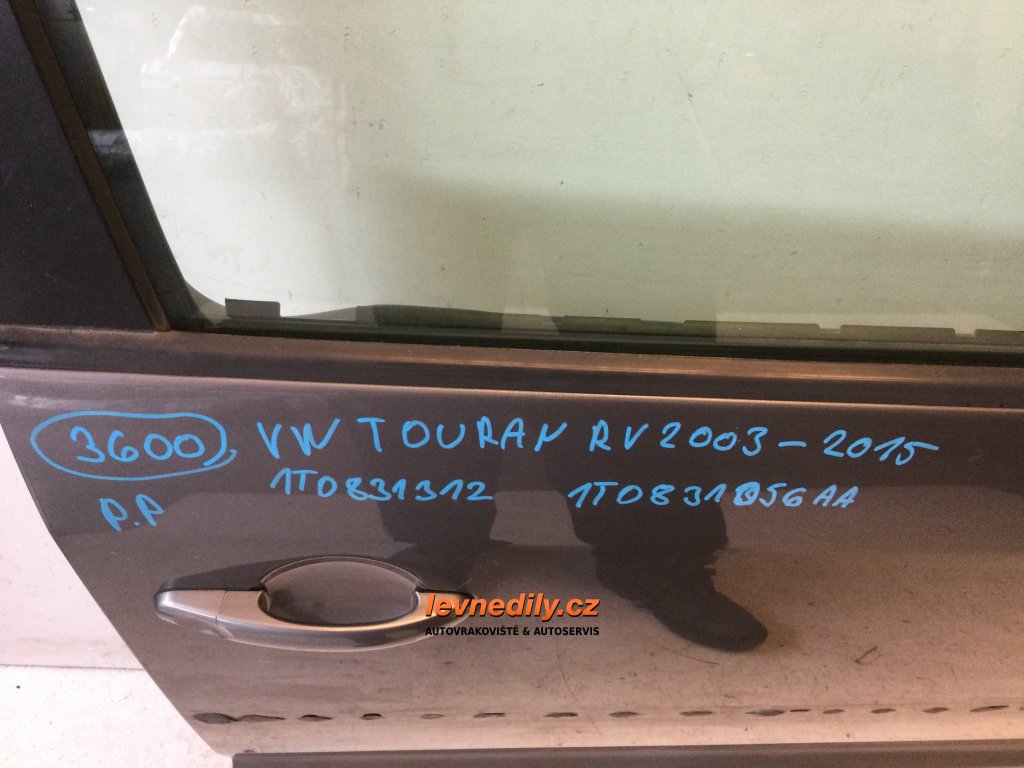 3600, VW TOURAN RV 2003 - 2015
P.P 1T0831312 1T0831056AA
levnedily.cz
AUTOVRAKOVIŠTĚ & AUTOSERVIS